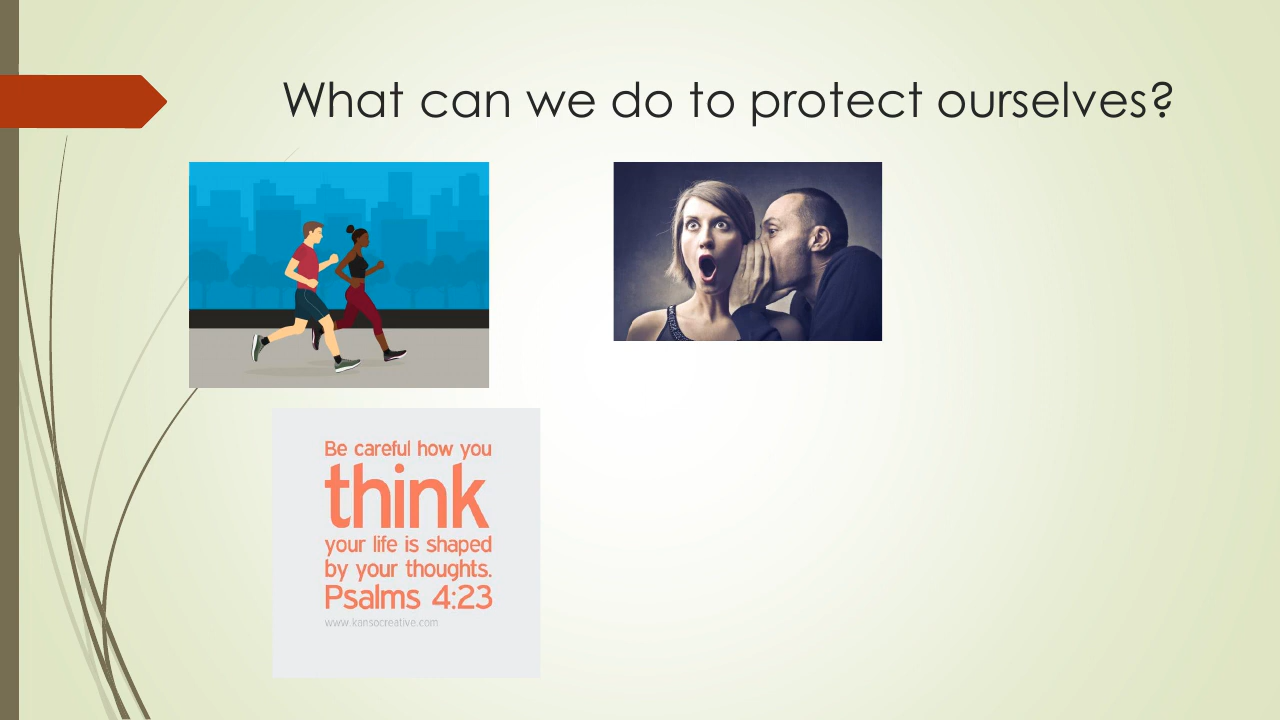 What can we do to protect ourselves?
Be careful how you
think
your life is shaped
by your thoughts.
Psalms 4:23
www.kansocreative.com